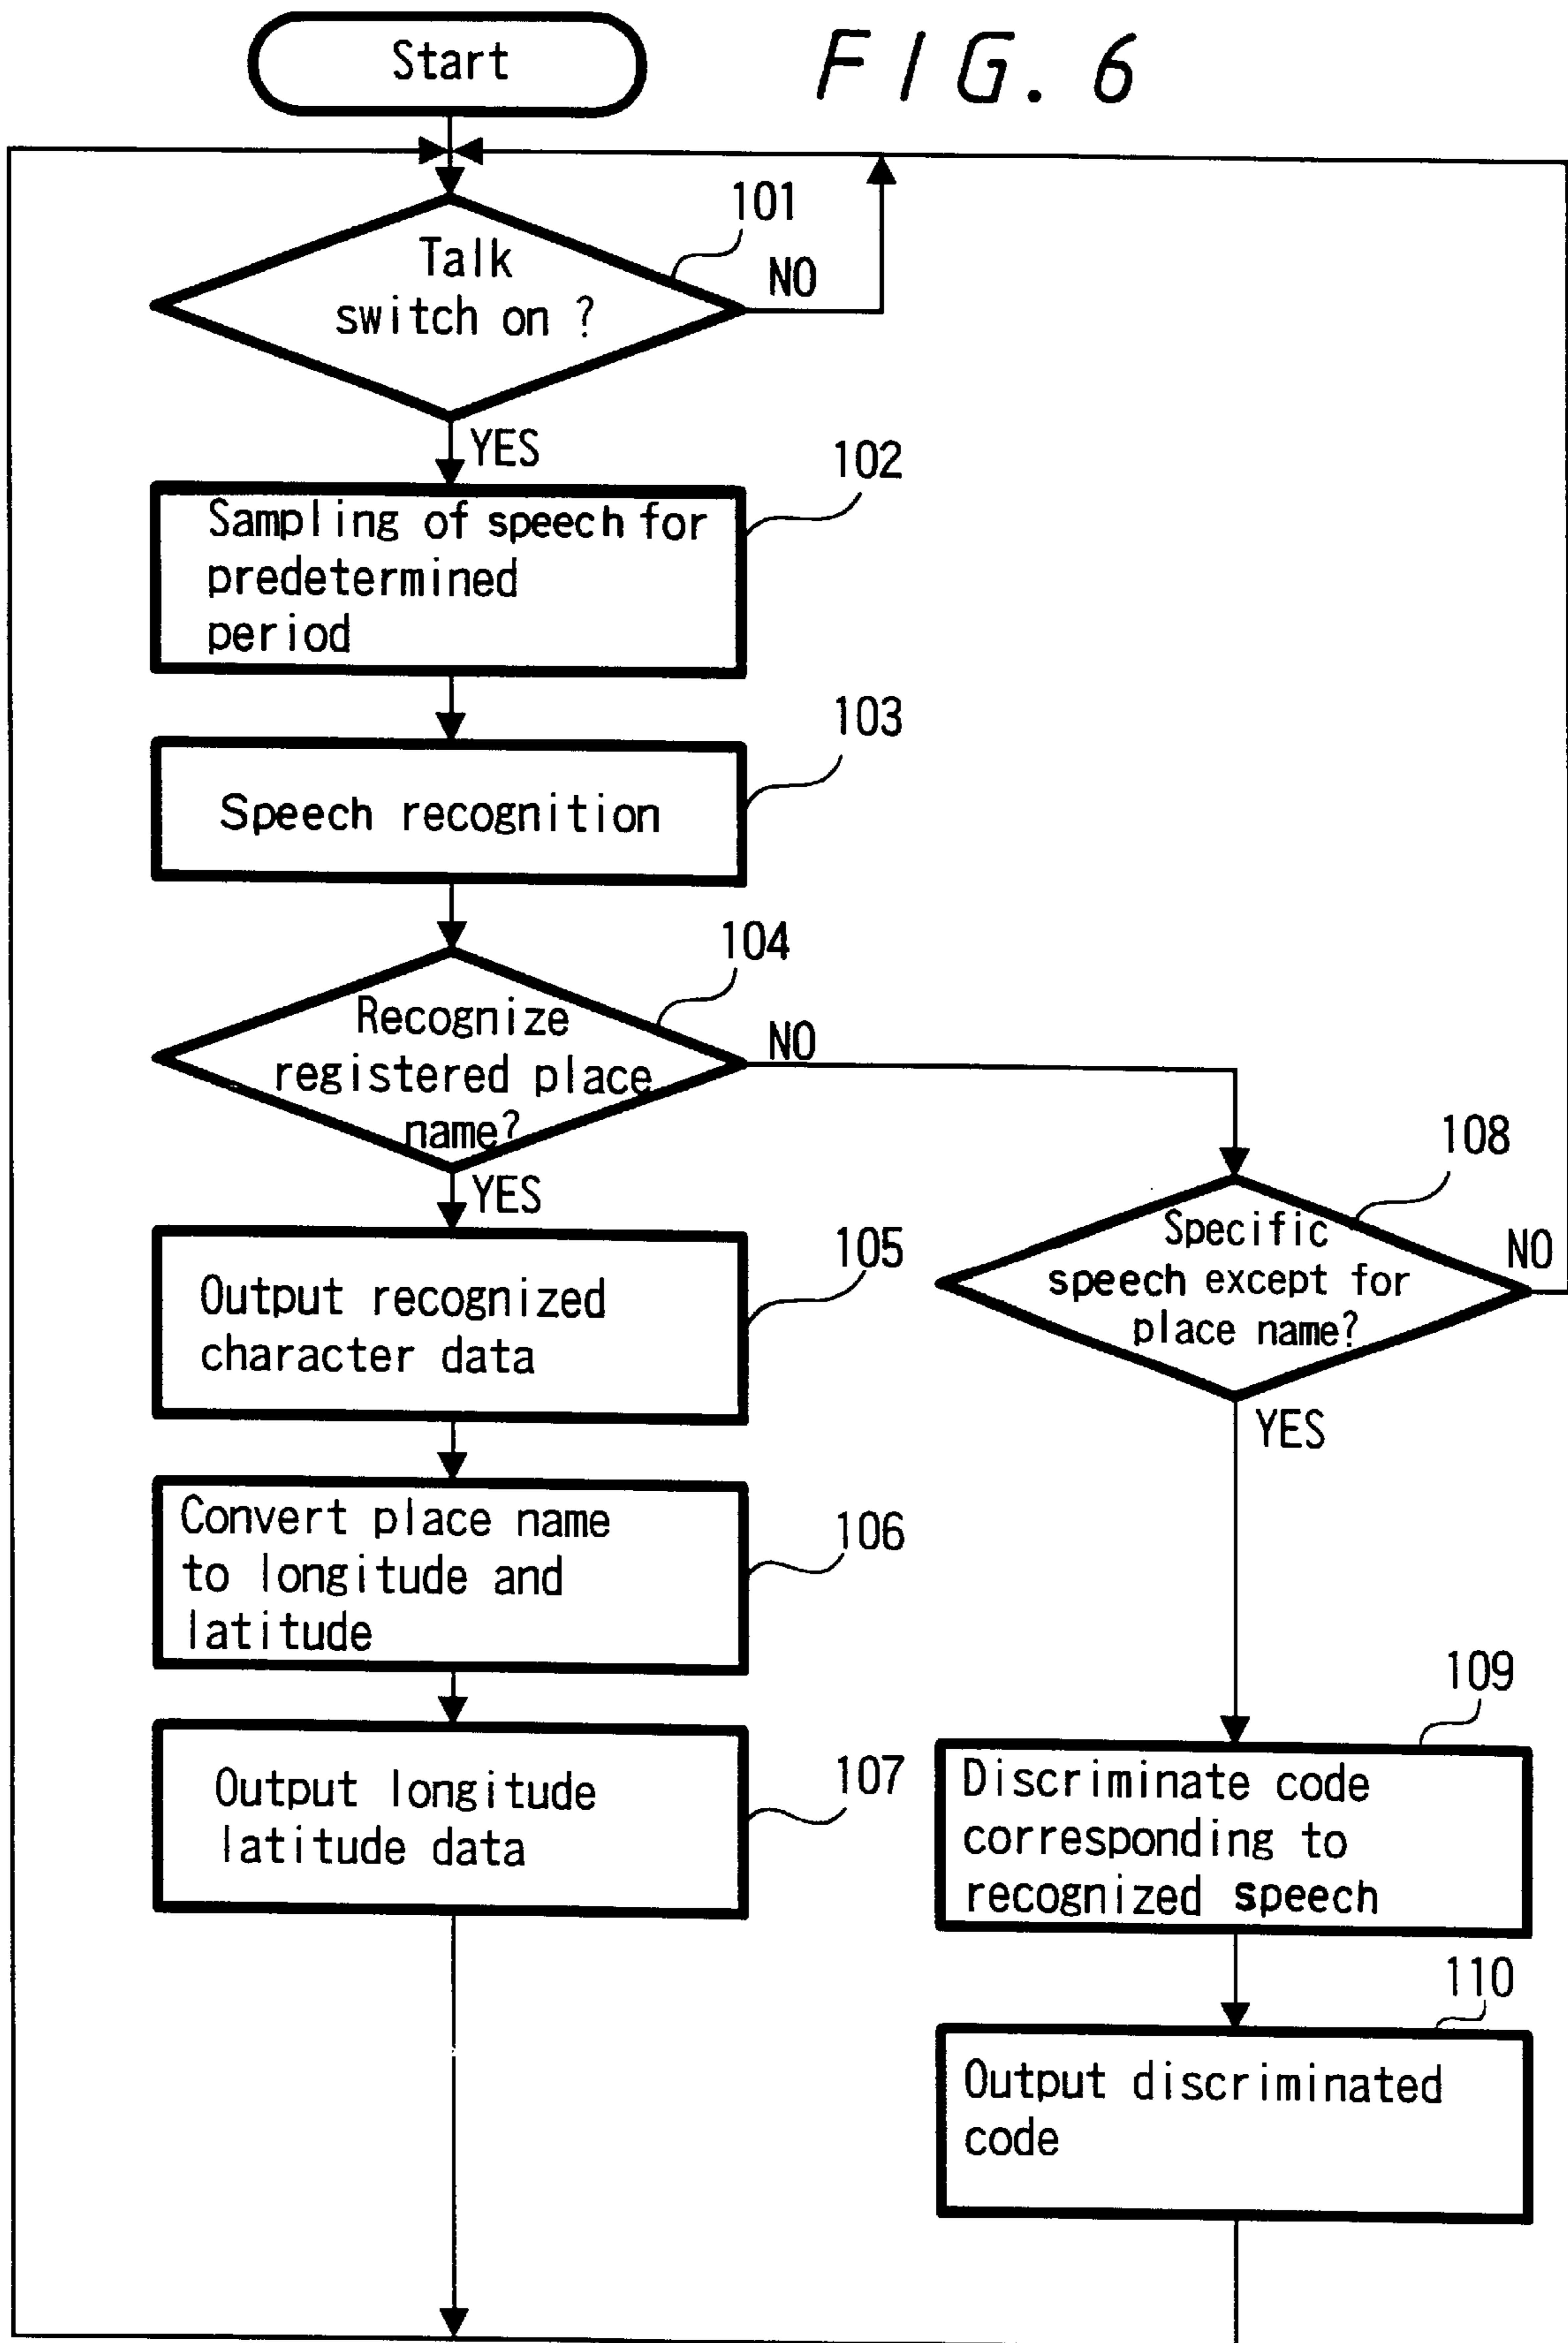 Start
FIG. 6
101
Talk
switch on ?
NO
YES
102
Sampling of speech for
predetermined
period
103
Speech recognition
104
Recognize
registered place
name?
NO
YES
105
Output recognized
character data
106
Convert place name
to longitude and
latitude
107
Output longitude
latitude data
108
Specific
speech except for
place name?
NO
YES
109
Discriminate code
corresponding to
recognized speech
110
Output discriminated
code